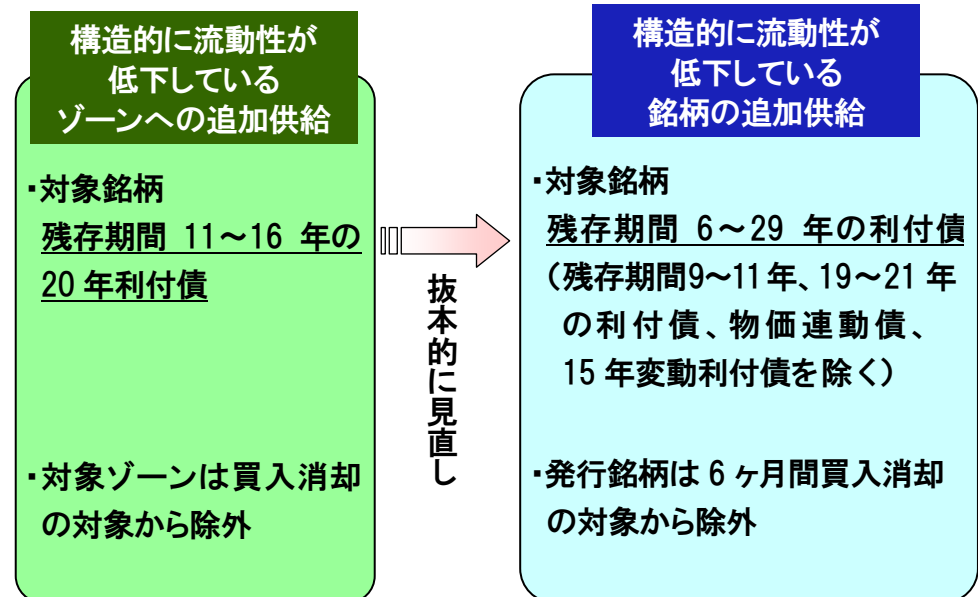 構造的に流動性が
低下している
ゾーンへの追加供給
・対象銘柄
残存期間 11～16 年の
20 年利付債
・対象ゾーンは買入消却
の対象から除外
抜本的に見直し
構造的に流動性が
低下している
銘柄の追加供給
・対象銘柄
残存期間 6～29 年の利付債
（残存期間9～11年、19～21年
の利付債、物価連動債、
15年変動利付債を除く）
・発行銘柄は6ヶ月間買入消却
の対象から除外